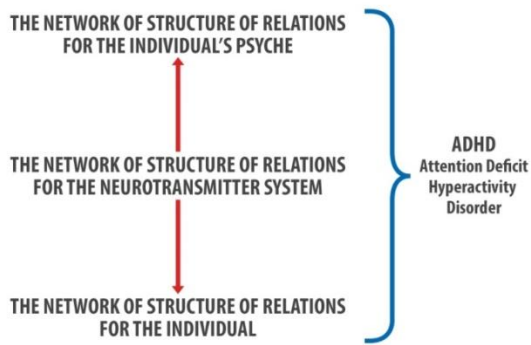 THE NETWORK OF STRUCTURE OF RELATIONS
FOR THE INDIVIDUAL'S PSYCHE
THE NETWORK OF STRUCTURE OF RELATIONS
FOR THE NEUROTRANSMITTER SYSTEM
THE NETWORK OF STRUCTURE OF RELATIONS
FOR THE INDIVIDUAL
ADHD
Attention Deficit
Hyperactivity
Disorder